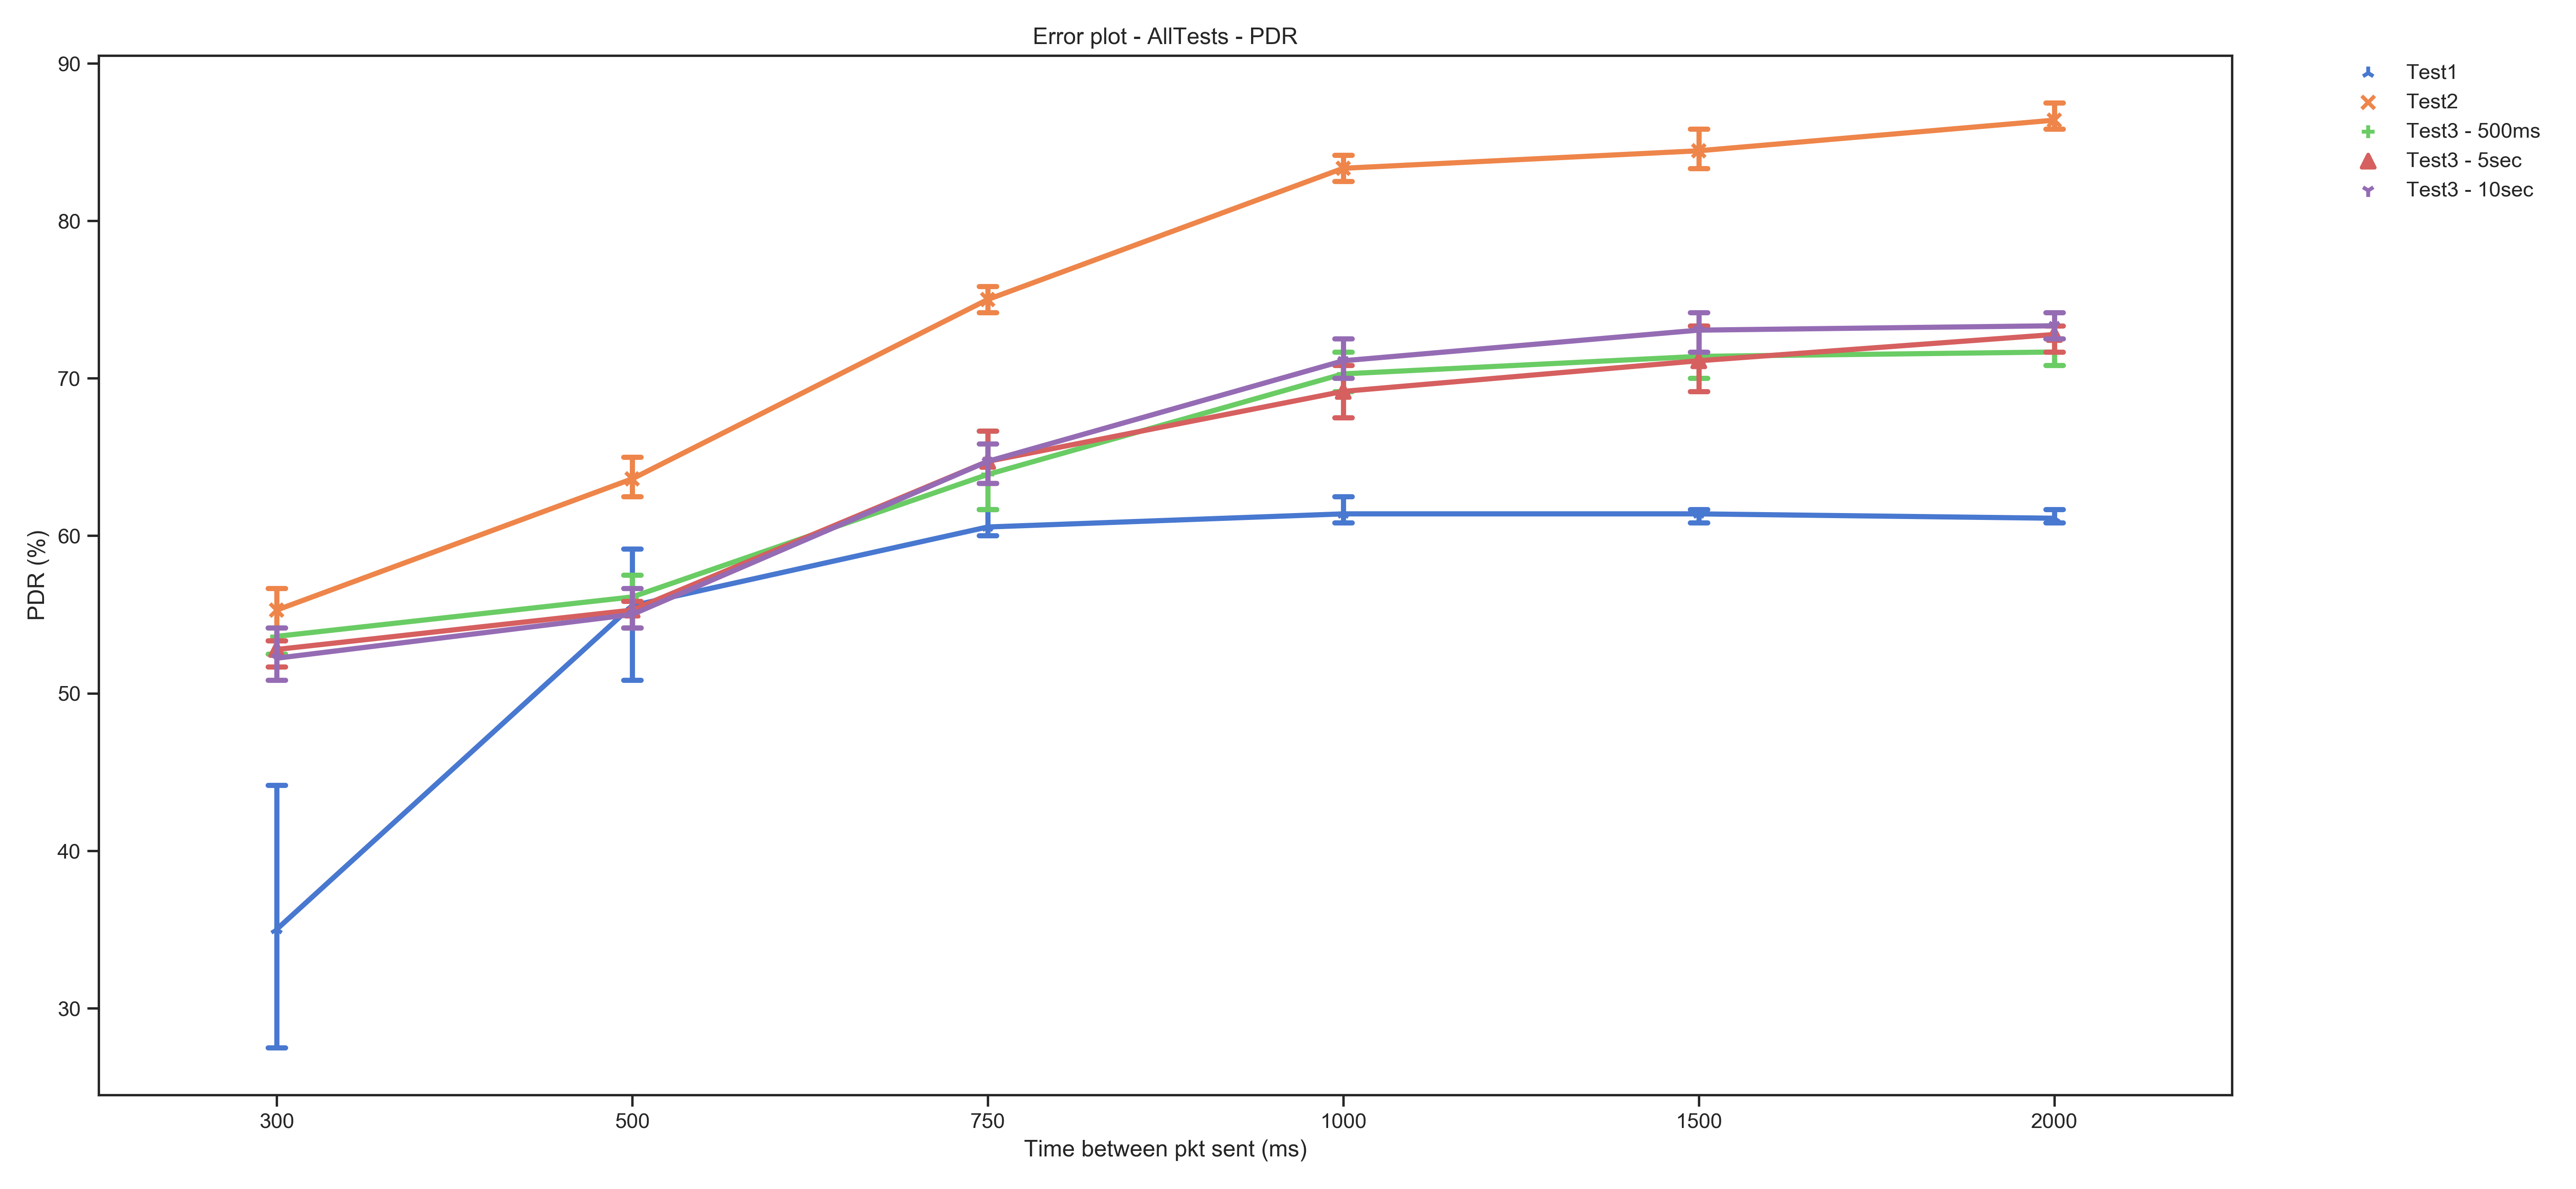 Error plot - AllTests - PDR
90
80
70
60
50
40
30
PDR (%)
300 500 750 1000 1500 2000
Time between pkt sent (ms)
Test1
Test2
Test3 - 500ms
Test3 - 5sec
Test3 - 10sec